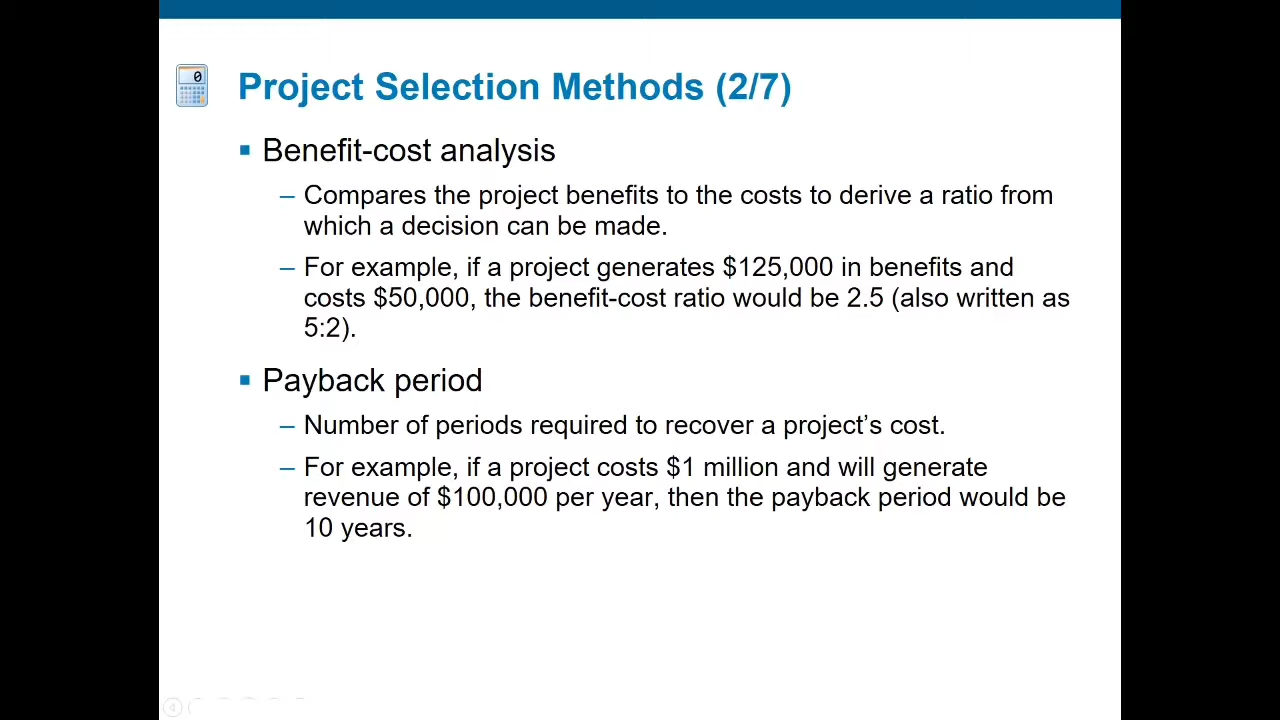 0
Project Selection Methods (2/7)
▪ Benefit-cost analysis
– Compares the project benefits to the costs to derive a ratio from
which a decision can be made.
– For example, if a project generates $125,000 in benefits and
costs $50,000, the benefit-cost ratio would be 2.5 (also written as
5:2).
▪ Payback period
– Number of periods required to recover a project’s cost.
– For example, if a project costs $1 million and will generate
revenue of $100,000 per year, then the payback period would be
10 years.